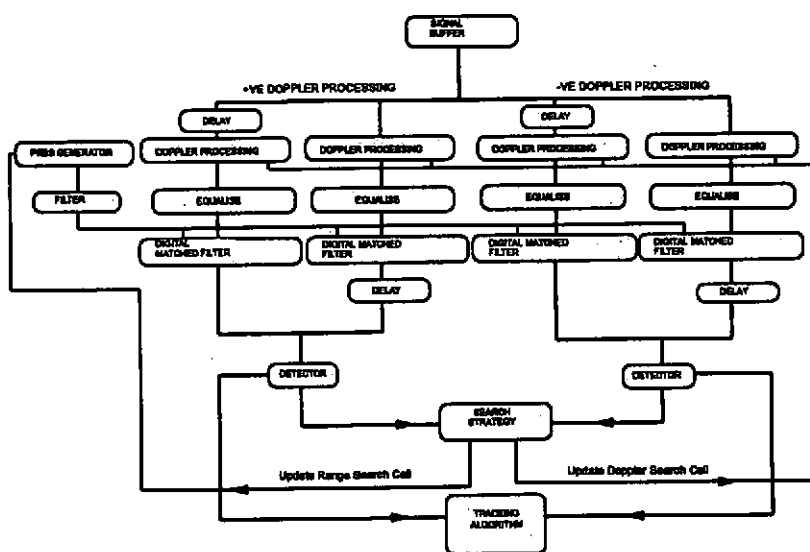 SIGNAL
BUFFER
+VE DOPPLER PROCESSING
-VE DOPPLER PROCESSING
DELAY
DELAY
PRBS GENERATOR
DOPPLER PROCESSING
DOPPLER PROCESSING
DOPPLER PROCESSING
DOPPLER PROCESSING
FILTER
EQUALISE
EQUALISE
EQUALISE
EQUALISE
DIGITAL
MATCHED FILTER
DIGITAL MATCHED
FILTER
DIGITAL MATCHED
FILTER
DIGITAL MATCHED
FILTER
DELAY
DELAY
DETECTOR
DETECTOR
SEARCH
STRATEGY
Update Range Search Cell
Update Doppler Search Cell
TRACKING
ALGORITHM